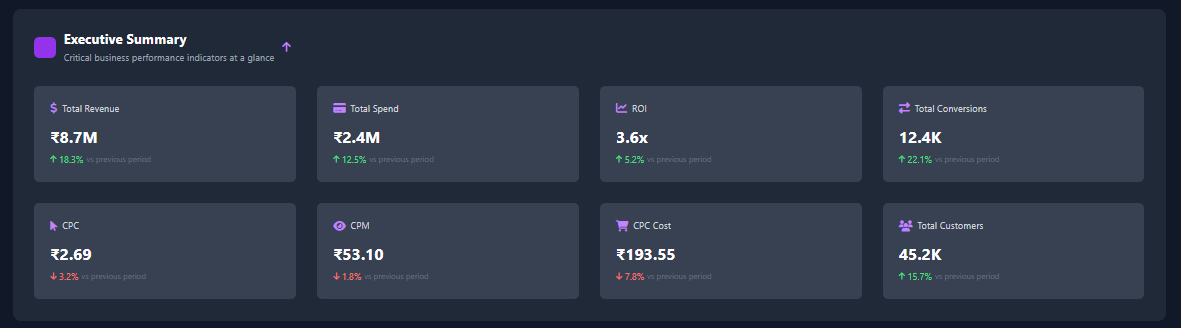 Executive Summary
Critical business performance indicators at a glance
Total Revenue
₹8.7M
18.3% vs previous period
Total Spend
₹2.4M
12.5% vs previous period
ROI
3.6x
5.2% vs previous period
Total Conversions
12.4K
22.1% vs previous period
CPC
₹2.69
3.2% vs previous period
CPM
₹53.10
1.8% vs previous period
CPC Cost
₹193.55
7.8% vs previous period
Total Customers
45.2K
15.7% vs previous period